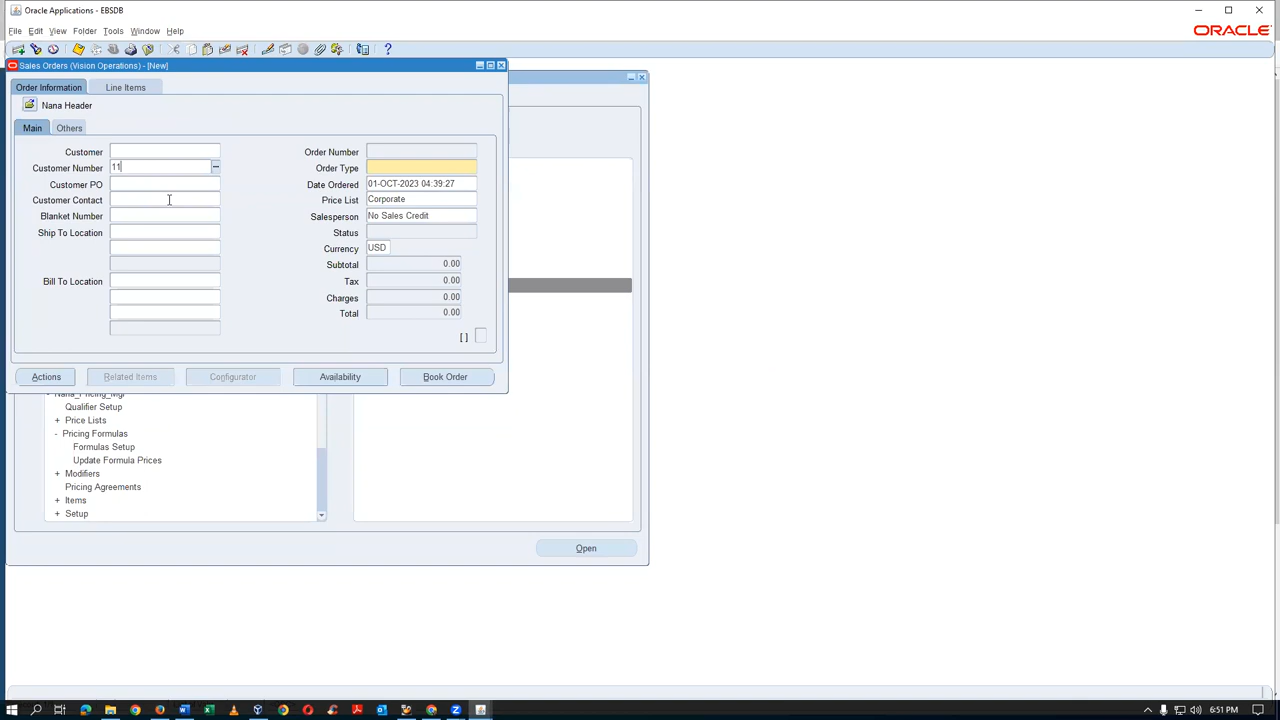 Oracle Applications - EBSDB
File Edit View Folder Tools Window Help
ORACLE
Sales Orders (Vision Operations) - [New]
Order Information Line Items
Nana Header
Main Others
Customer
Order Number
Customer Number 11
Order Type
Customer PO
Date Ordered 01-OCT-2023 04:39:27
Customer Contact
Price List Corporate
Blanket Number
Salesperson No Sales Credit
Ship To Location
Status
Currency USD
Subtotal 0.00
Bill To Location
Tax 0.00
Charges 0.00
Total 0.00
[ ]
Actions Related Items Configurator Availability Book Order
- Nana_Pricing_Mgr
Qualifier Setup
+ Price Lists
- Pricing Formulas
Formulas Setup
Update Formula Prices
+ Modifiers
Pricing Agreements
+ Items
+ Setup
Open
6:51 PM